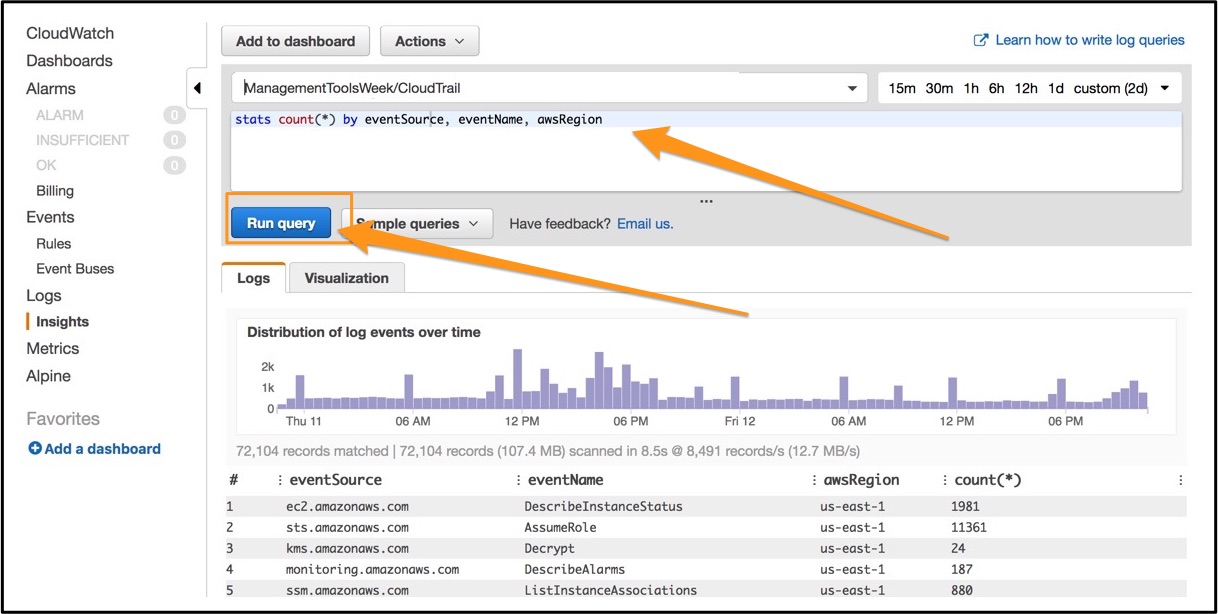 CloudWatch
Dashboards
Alarms
ALARM 0
INSUFFICIENT 0
OK 0
Billing
Events
Rules
Event Buses
Logs
Insights
Metrics
Alpine
Favorites
Add a dashboard
Add to dashboard Actions Learn how to write log queries
ManagementToolsWeek/CloudTrail 15m 30m 1h 6h 12h 1d custom (2d)
stats count(*) by eventSource, eventName, awsRegion
Run query Sample queries Have feedback? Email us.
Logs Visualization
Distribution of log events over time
2k
1k
0
Thu 11 06 AM 12 PM 06 PM Fri 12 06 AM 12 PM 06 PM
72,104 records matched | 72,104 records (107.4 MB) scanned in 8.5s @ 8,491 records/s (12.7 MB/s)
# eventSource eventName awsRegion count(*)
1 ec2.amazonaws.com DescribeInstanceStatus us-east-1 1981
2 sts.amazonaws.com AssumeRole us-east-1 11361
3 kms.amazonaws.com Decrypt us-east-1 24
4 monitoring.amazonaws.com DescribeAlarms us-east-1 187
5 ssm.amazonaws.com ListInstanceAssociations us-east-1 880